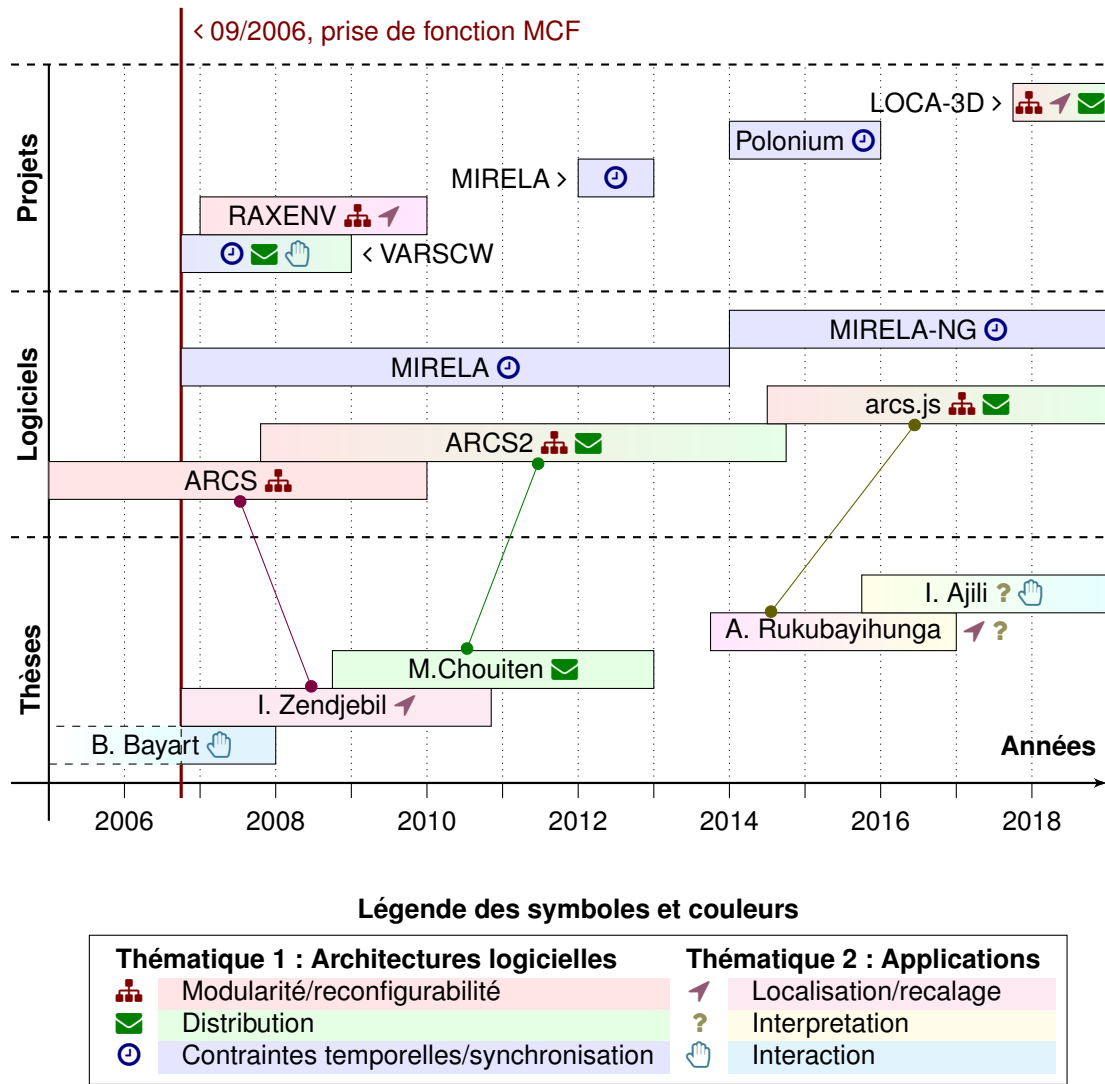 < 09/2006, prise de fonction MCF
Projets
LOCA-3D >
Polonium
MIRELA >
RAXENV
< VARSCW
Logiciels
MIRELA-NG
MIRELA
arcs.js
ARCS2
ARCS
Thèses
I. Ajili ?
A. Rukubayihunga ?
M.Chouiten
I. Zendjebil
B. Bayart
Années
2006 2008 2010 2012 2014 2016 2018
Légende des symboles et couleurs
Thématique 1 : Architectures logicielles
Modularité/reconfigurabilité
Distribution
Contraintes temporelles/synchronisation
Thématique 2 : Applications
Localisation/recalage
? Interpretation
Interaction